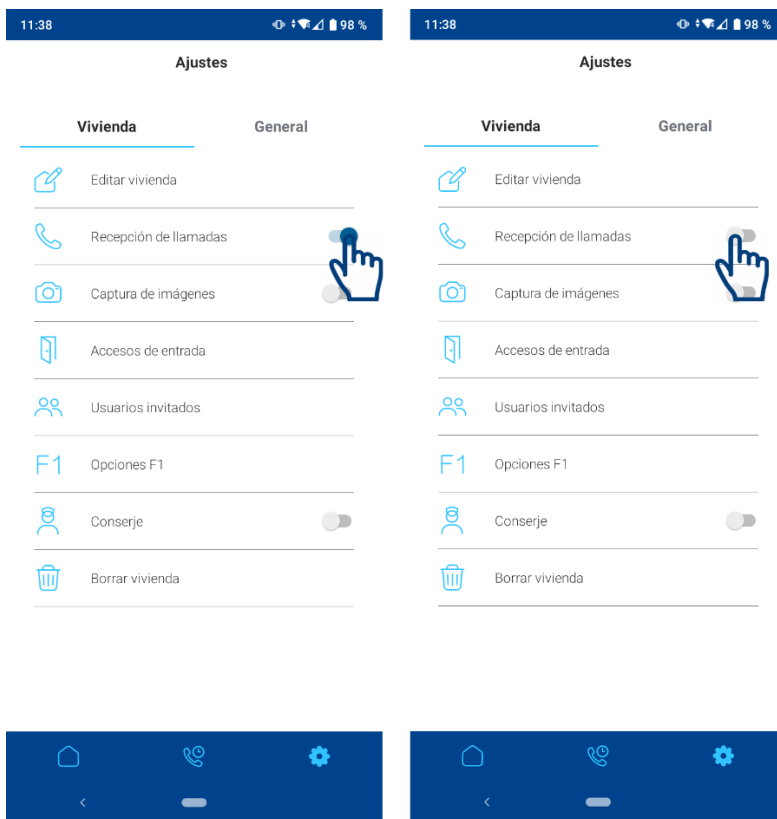 11:38 98 %
Ajustes
Vivienda General
Editar vivienda
Recepción de llamadas
Captura de imágenes
Accesos de entrada
Usuarios invitados
F1 Opciones F1
Conserje
Borrar vivienda
11:38 98 %
Ajustes
Vivienda General
Editar vivienda
Recepción de llamadas
Captura de imágenes
Accesos de entrada
Usuarios invitados
F1 Opciones F1
Conserje
Borrar vivienda